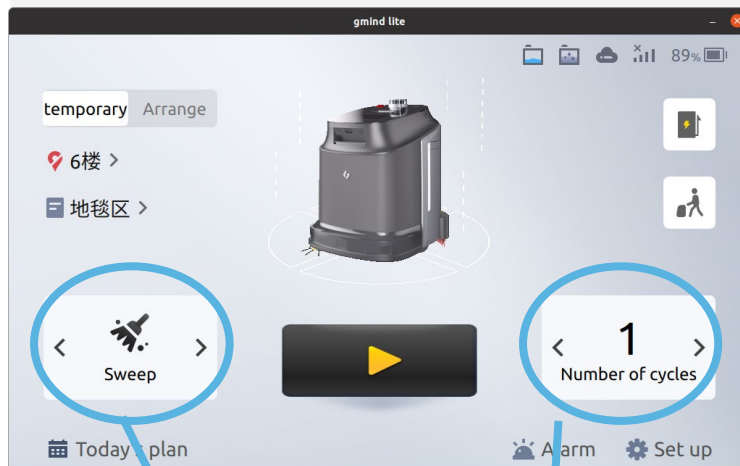 gmind lite
89%
temporary Arrange
6楼
地毯区
Sweep
1
Number of cycles
Today's plan
Alarm
Set up